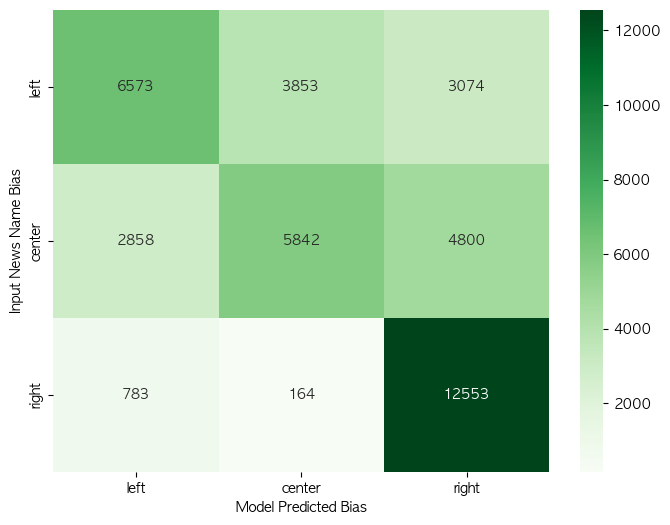 12000
10000
8000
6000
4000
2000
Input News Name Bias
left
center
right
6573 3853 3074
2858 5842 4800
783 164 12553
left center right
Model Predicted Bias